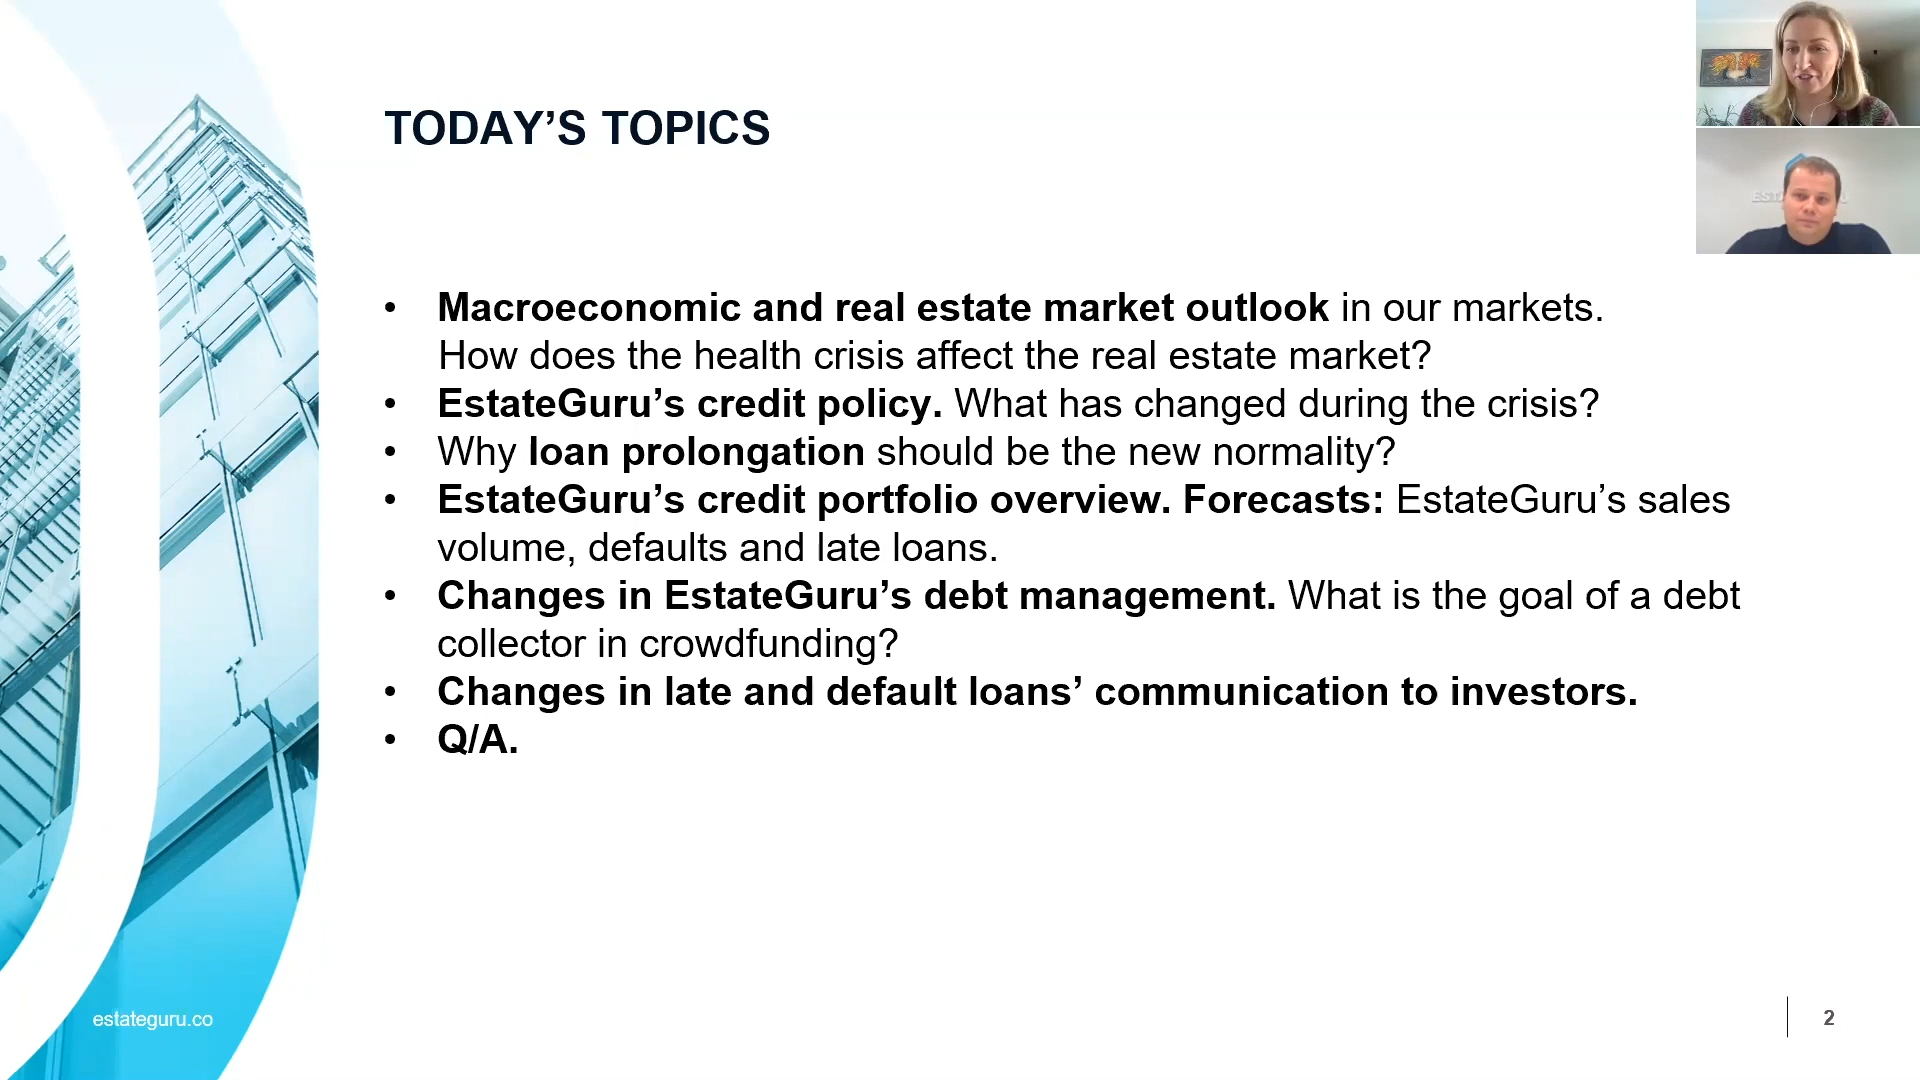 TODAY’S TOPICS
• Macroeconomic and real estate market outlook in our markets.
How does the health crisis affect the real estate market?
• EstateGuru’s credit policy. What has changed during the crisis?
• Why loan prolongation should be the new normality?
• EstateGuru’s credit portfolio overview. Forecasts: EstateGuru’s sales
volume, defaults and late loans.
• Changes in EstateGuru’s debt management. What is the goal of a debt
collector in crowdfunding?
• Changes in late and default loans’ communication to investors.
• Q/A.
estateguru.co
2